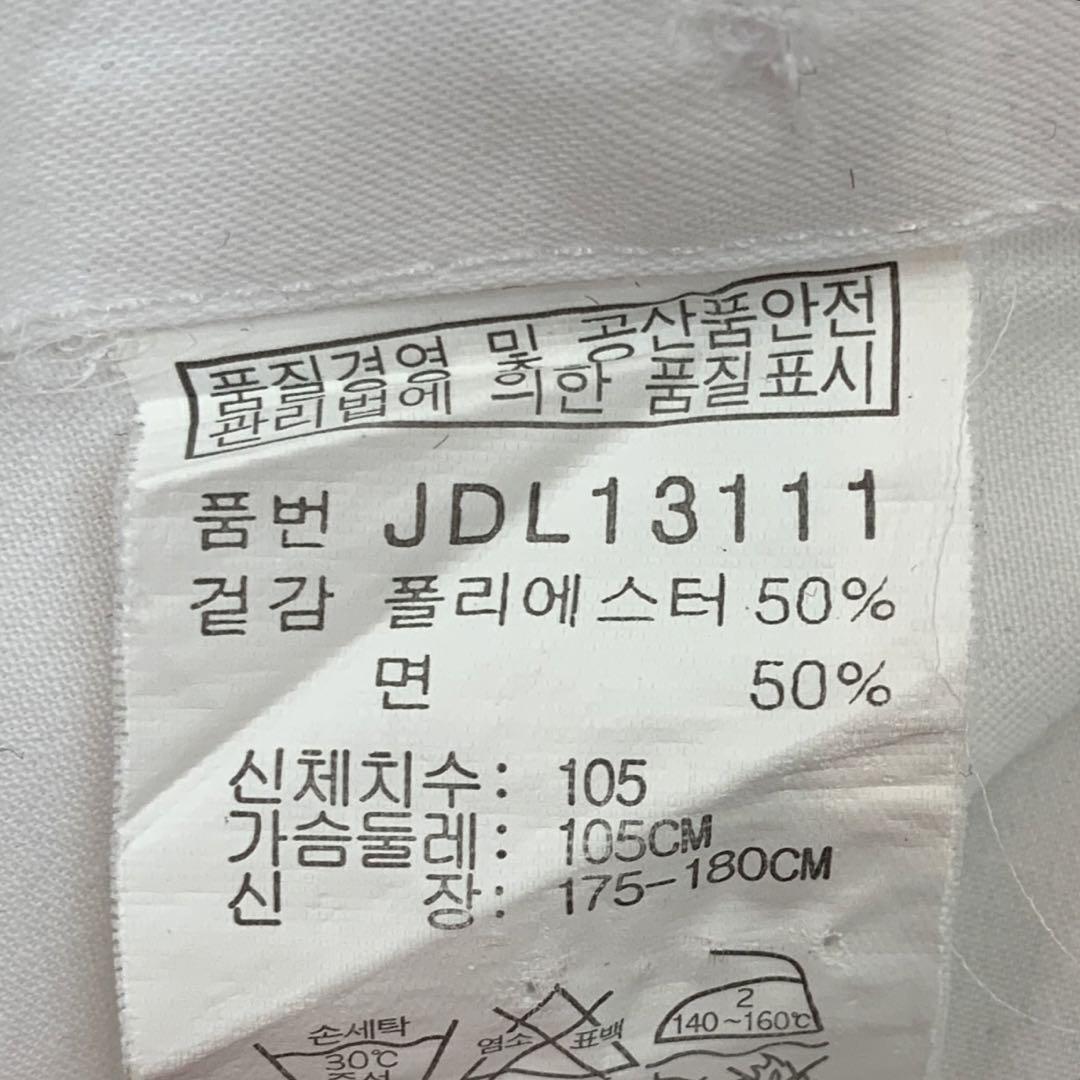 품질경영 및 공산품안전
관리법에 의한 품질표시
품번 JDL13111
겉감 폴리에스터 50%
면 50%
신체치수: 105
가슴둘레: 105CM
신 장: 175-180CM
손세탁
30℃
중성
염소 표백
2
140~160℃